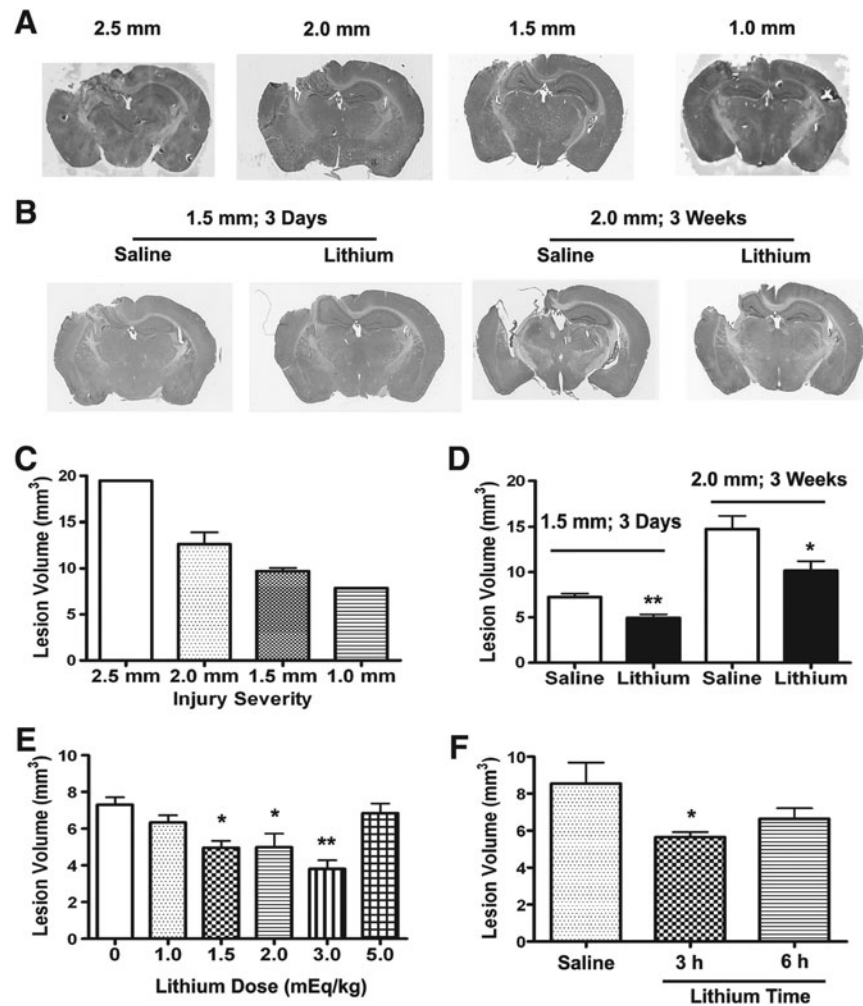 A
2.5 mm 2.0 mm 1.5 mm 1.0 mm
B
1.5 mm; 3 Days 2.0 mm; 3 Weeks
Saline Lithium Saline Lithium
C
Lesion Volume (mm³)
20
15
10
5
0
2.5 mm 2.0 mm 1.5 mm 1.0 mm
Injury Severity
D
Lesion Volume (mm³)
20
15
10
5
0
2.0 mm; 3 Weeks
1.5 mm; 3 Days
*
**
Saline Lithium Saline Lithium
E
Lesion Volume (mm³)
10
8
6
4
2
0
* * **
0 1.0 1.5 2.0 3.0 5.0
Lithium Dose (mEq/kg)
F
Lesion Volume (mm³)
10
8
6
4
2
0
*
Saline 3 h 6 h
Lithium Time